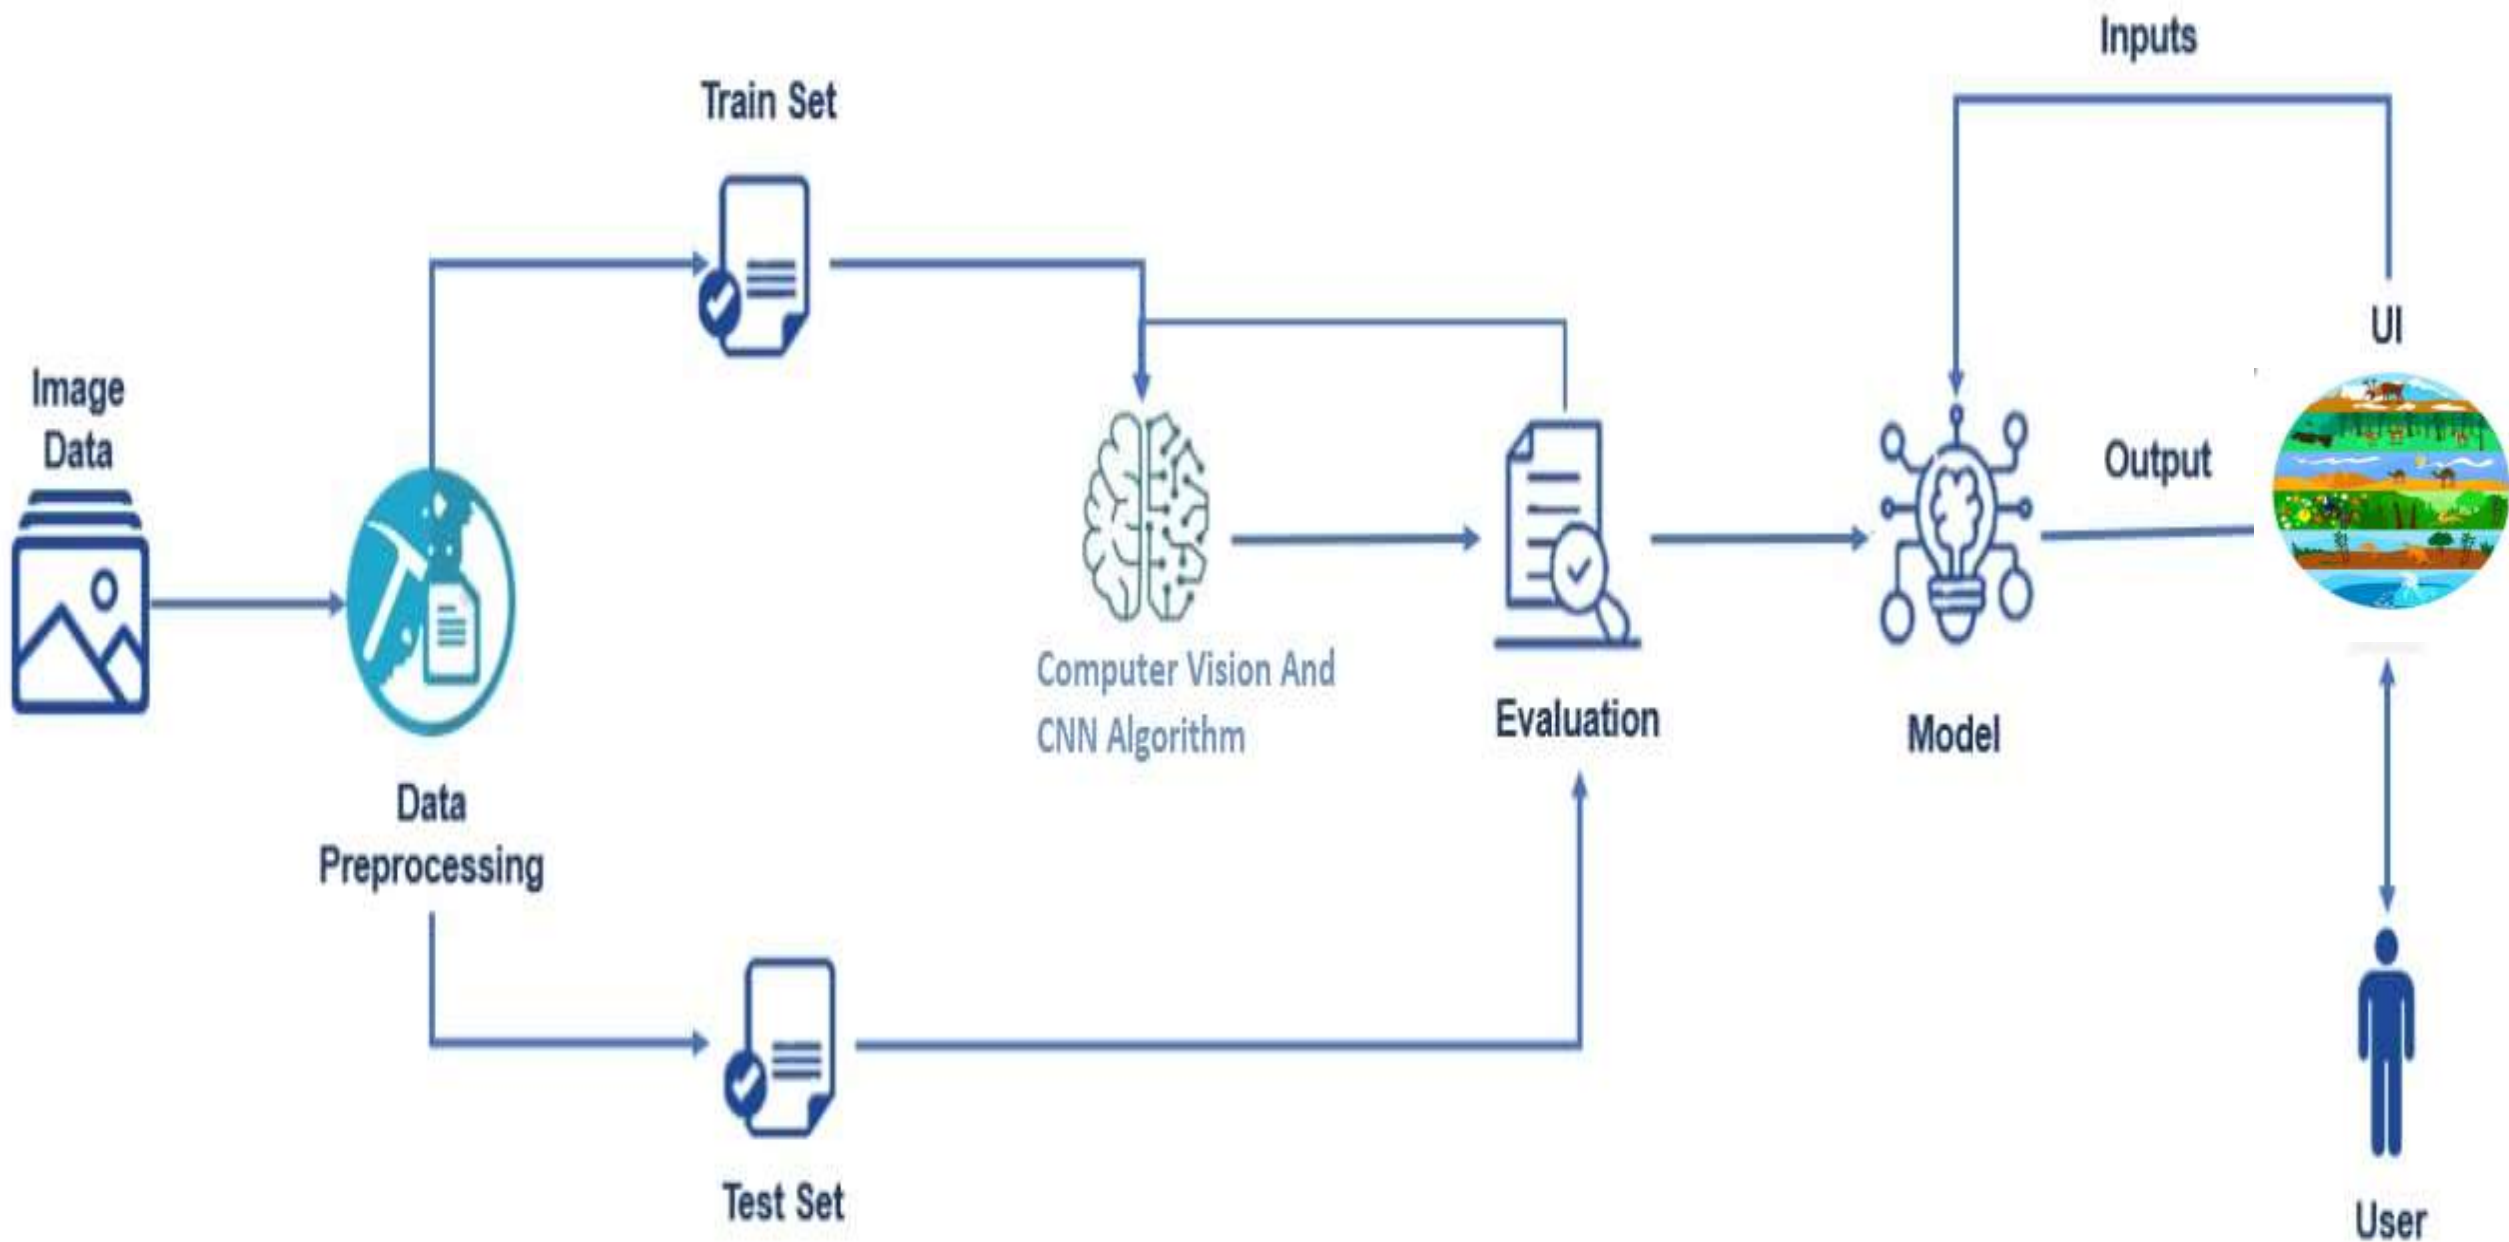 Inputs
Train Set
UI
Image
Data
Output
Computer Vision And
CNN Algorithm
Evaluation
Model
Data
Preprocessing
Test Set
User